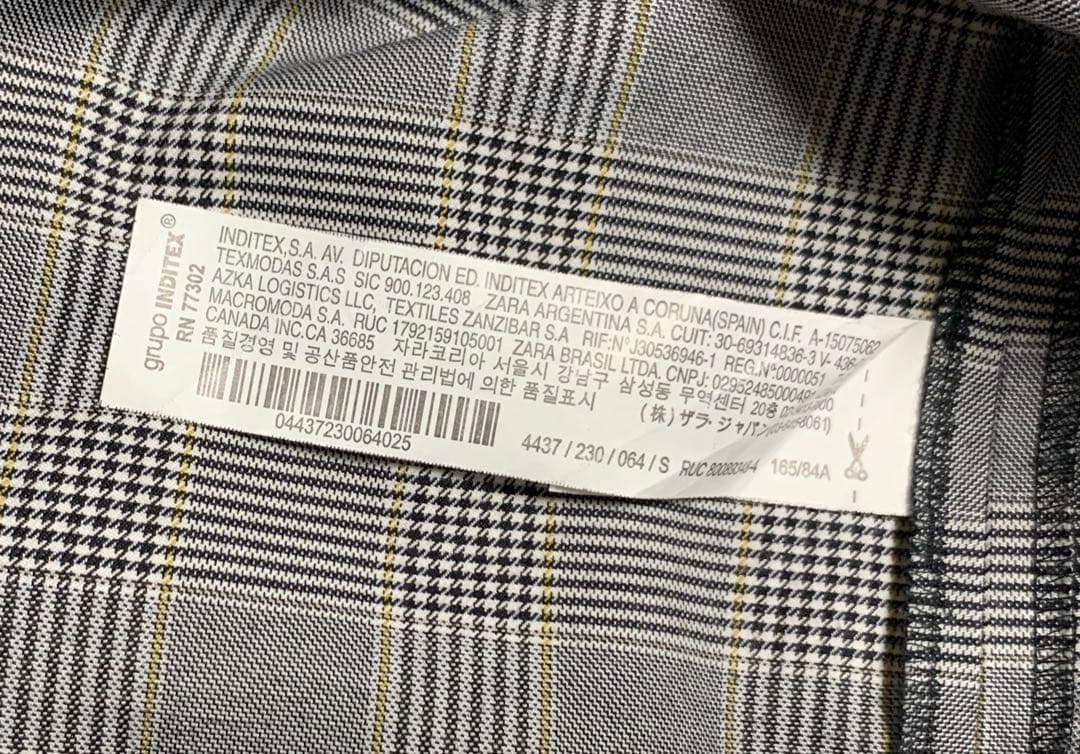 grupo INDITEX®
RN 77302
INDITEX,S.A. AV. DIPUTACION ED. INDITEX ARTEIXO A CORUNA(SPAIN) C.I.F. A-15075062
TEXMODAS S.A.S SIC 900.123.408 ZARA ARGENTINA S.A. CUIT: 30-69314836-3 V-
AZKA LOGISTICS LLC, TEXTILES ZANZIBAR S.A RIF:NºJ30536946-1 REG.Nº:0000051
MACROMODA S.A. RUC 1792159105001 ZARA BRASIL LTDA. CNPJ:
CANADA INC.CA 36685 자라코리아 서울시 강남구 삼성동 무역센터 20층
품질경영 및 공산품안전 관리법에 의한 품질표시 (株) ザラ・ジャパン
04437230064025
4437 / 230 / 064 / S RUC 165/84A